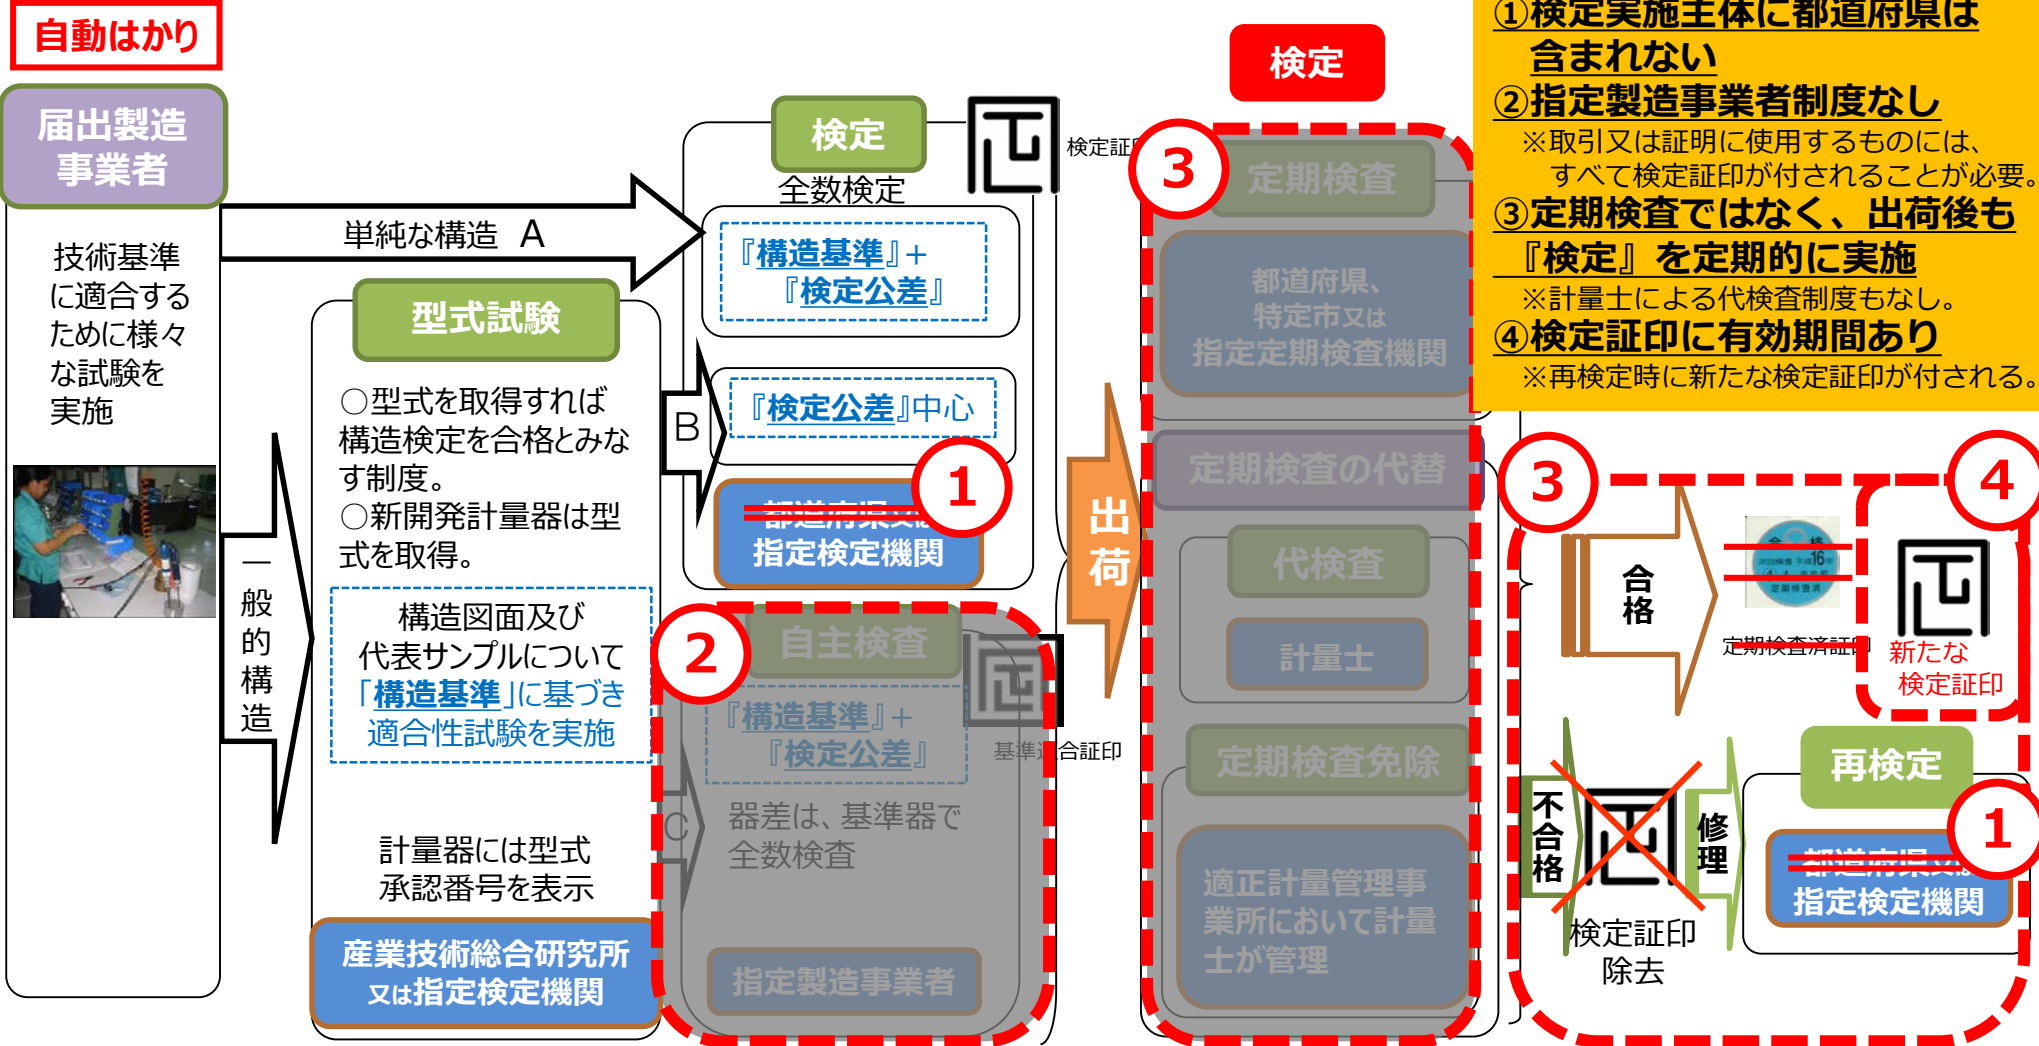 自動はかり
届出製造
事業者
技術基準
に適合する
ために様々
な試験を
実施
単純な構造 A
一般的構造
型式試験
○型式を取得すれば
構造検定を合格とみな
す制度。
○新開発計量器は型
式を取得。
構造図面及び
代表サンプルについて
「構造基準」に基づき
適合性試験を実施
計量器には型式
承認番号を表示
産業技術総合研究所
又は指定検定機関
検定
全数検定
検定証印
『構造基準』+
『検定公差』
B
『検定公差』中心
1
都道府県又は
指定検定機関
2
自主検査
『構造基準』+
『検定公差』
基準適合証印
C
器差は、基準器で
全数検査
指定製造事業者
出荷
検定
3
定期検査
都道府県、
特定市又は
指定定期検査機関
定期検査の代替
代検査
計量士
定期検査免除
適正計量管理事
業所において計量
士が管理
①検定実施主体に都道府県は
含まれない
②指定製造事業者制度なし
※取引又は証明に使用するものには、
すべて検定証印が付されることが必要。
③定期検査ではなく、出荷後も
『検定』を定期的に実施
※計量士による代検査制度もなし。
④検定証印に有効期間あり
※再検定時に新たな検定証印が付される。
3
4
合格
合 格
平成16年
定期検査済
定期検査済証印
新たな
検定証印
不合格
検定証印
除去
修理
再検定
1
都道府県又は
指定検定機関